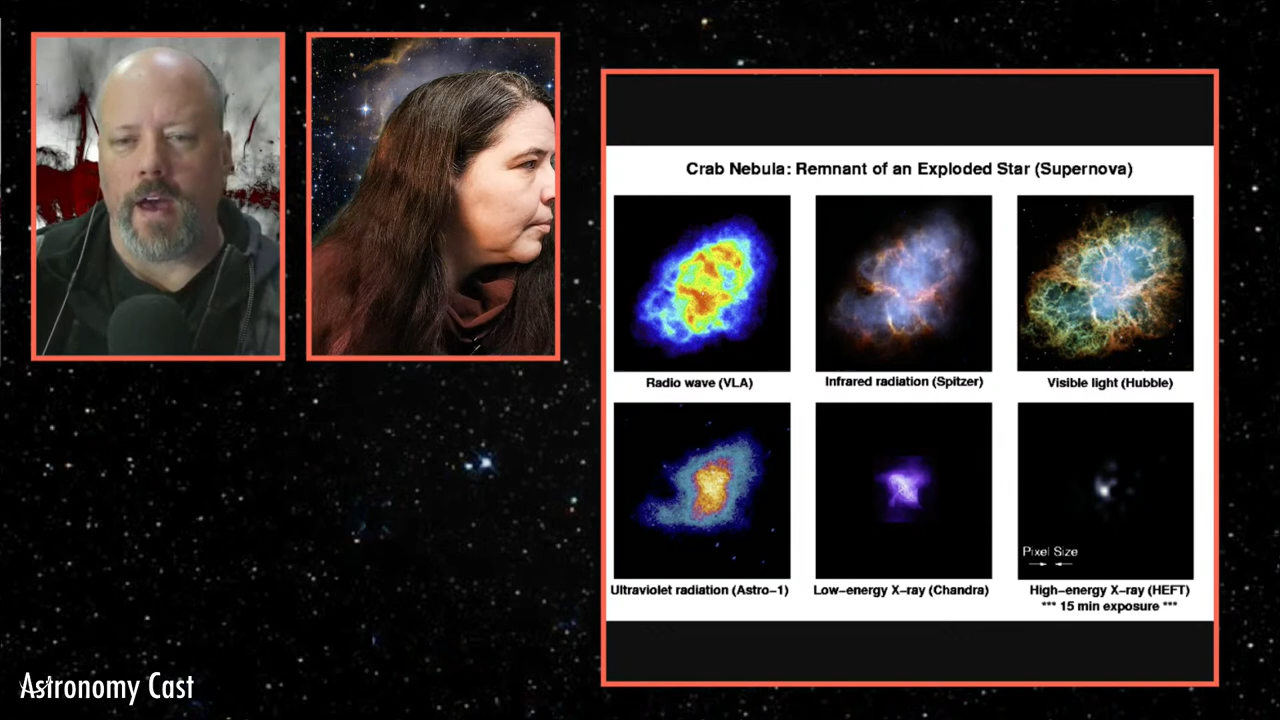 Crab Nebula: Remnant of an Exploded Star (Supernova)
Radio wave (VLA)
Infrared radiation (Spitzer)
Visible light (Hubble)
Pixel Size
Ultraviolet radiation (Astro-1)
Low-energy X-ray (Chandra)
High-energy X-ray (HEFT)
*** 15 min exposure ***
Astronomy Cast